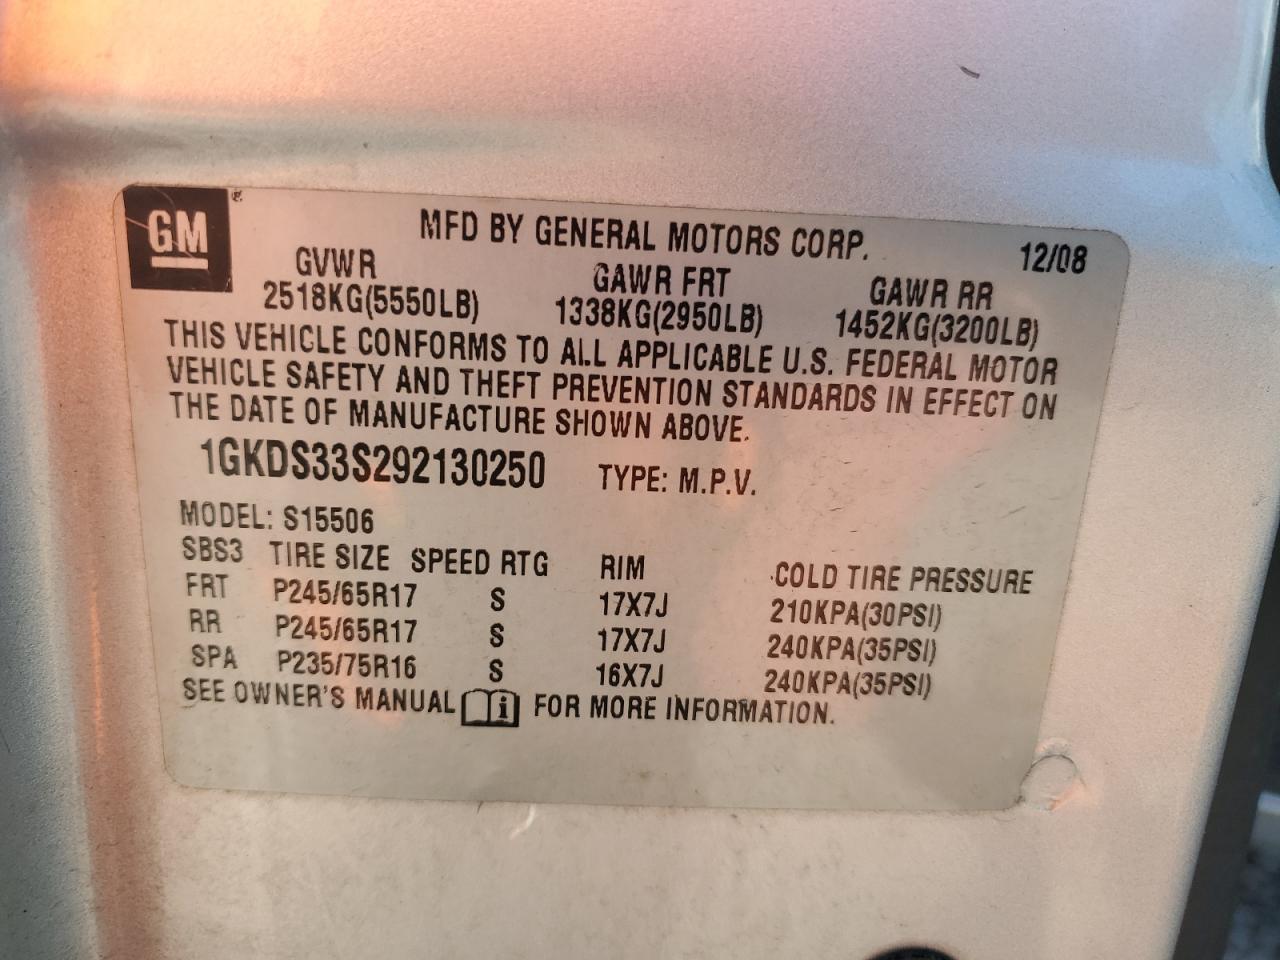 GM
MFD BY GENERAL MOTORS CORP. 12/08
GVWR GAWR FRT GAWR RR
2518KG(5550LB) 1338KG(2950LB) 1452KG(3200LB)
THIS VEHICLE CONFORMS TO ALL APPLICABLE U.S. FEDERAL MOTOR
VEHICLE SAFETY AND THEFT PREVENTION STANDARDS IN EFFECT ON
THE DATE OF MANUFACTURE SHOWN ABOVE.
1GKDS33S292130250 TYPE: M.P.V.
MODEL: S15506
SBS3 TIRE SIZE SPEED RTG RIM COLD TIRE PRESSURE
FRT P245/65R17 S 17X7J 210KPA(30PSI)
RR P245/65R17 S 17X7J 240KPA(35PSI)
SPA P235/75R16 S 16X7J 240KPA(35PSI)
SEE OWNER'S MANUAL i FOR MORE INFORMATION.